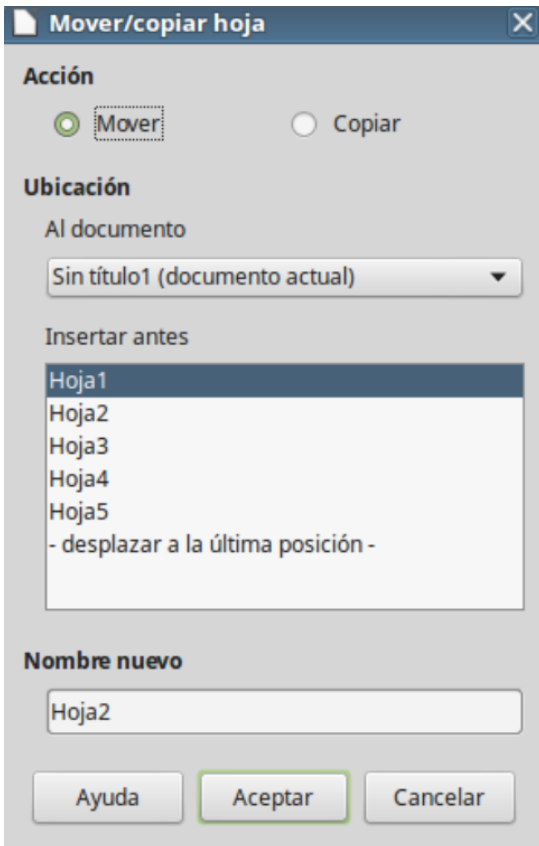 Mover/copiar hoja
Acción
Mover Copiar
Ubicación
Al documento
Sin título1 (documento actual)
Insertar antes
Hoja1
Hoja2
Hoja3
Hoja4
Hoja5
- desplazar a la última posición -
Nombre nuevo
Hoja2
Ayuda Aceptar Cancelar